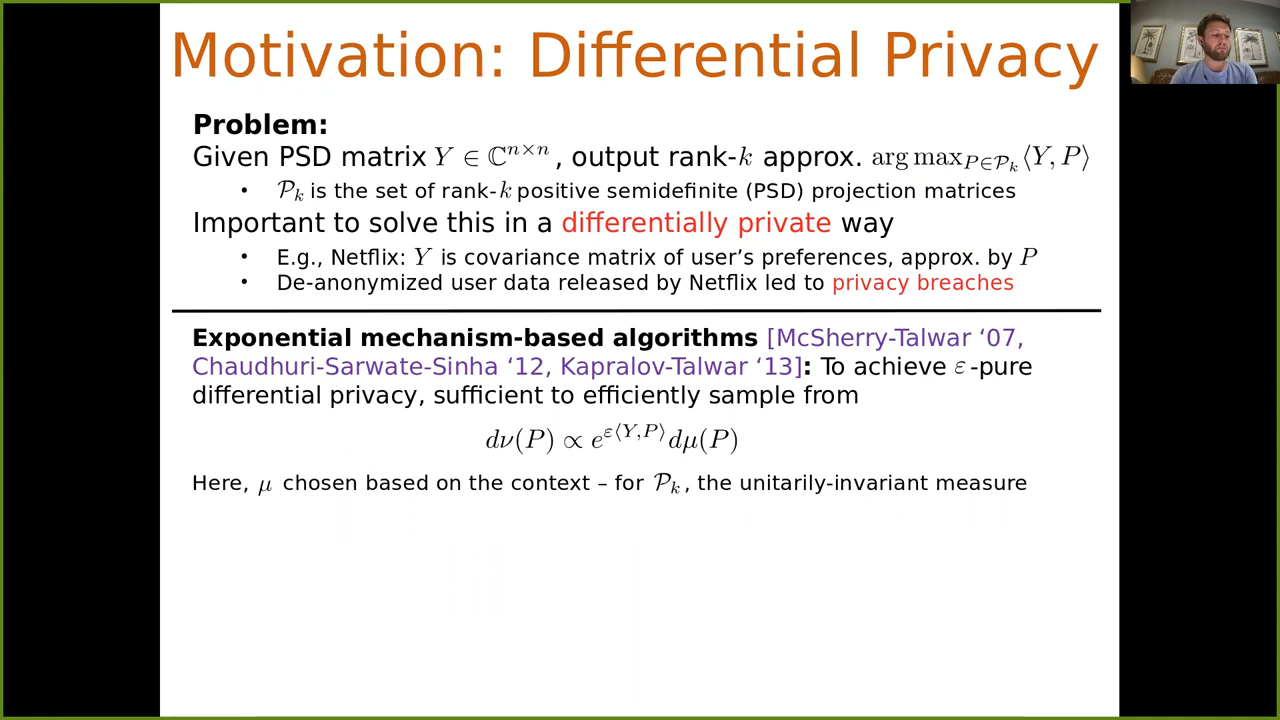 Motivation: Differential Privacy
Problem:
Given PSD matrix Y ∈ ℂ^{n×n}, output rank-k approx. arg max_{P∈𝒫_k}⟨Y, P⟩
• 𝒫_k is the set of rank-k positive semidefinite (PSD) projection matrices
Important to solve this in a differentially private way
• E.g., Netflix: Y is covariance matrix of user’s preferences, approx. by P
• De-anonymized user data released by Netflix led to privacy breaches
Exponential mechanism-based algorithms [McSherry-Talwar ‘07,
Chaudhuri-Sarwate-Sinha ‘12, Kapralov-Talwar ‘13]: To achieve ε-pure
differential privacy, sufficient to efficiently sample from
dν(P) ∝ e^{ε⟨Y,P⟩}dμ(P)
Here, μ chosen based on the context – for 𝒫_k, the unitarily-invariant measure